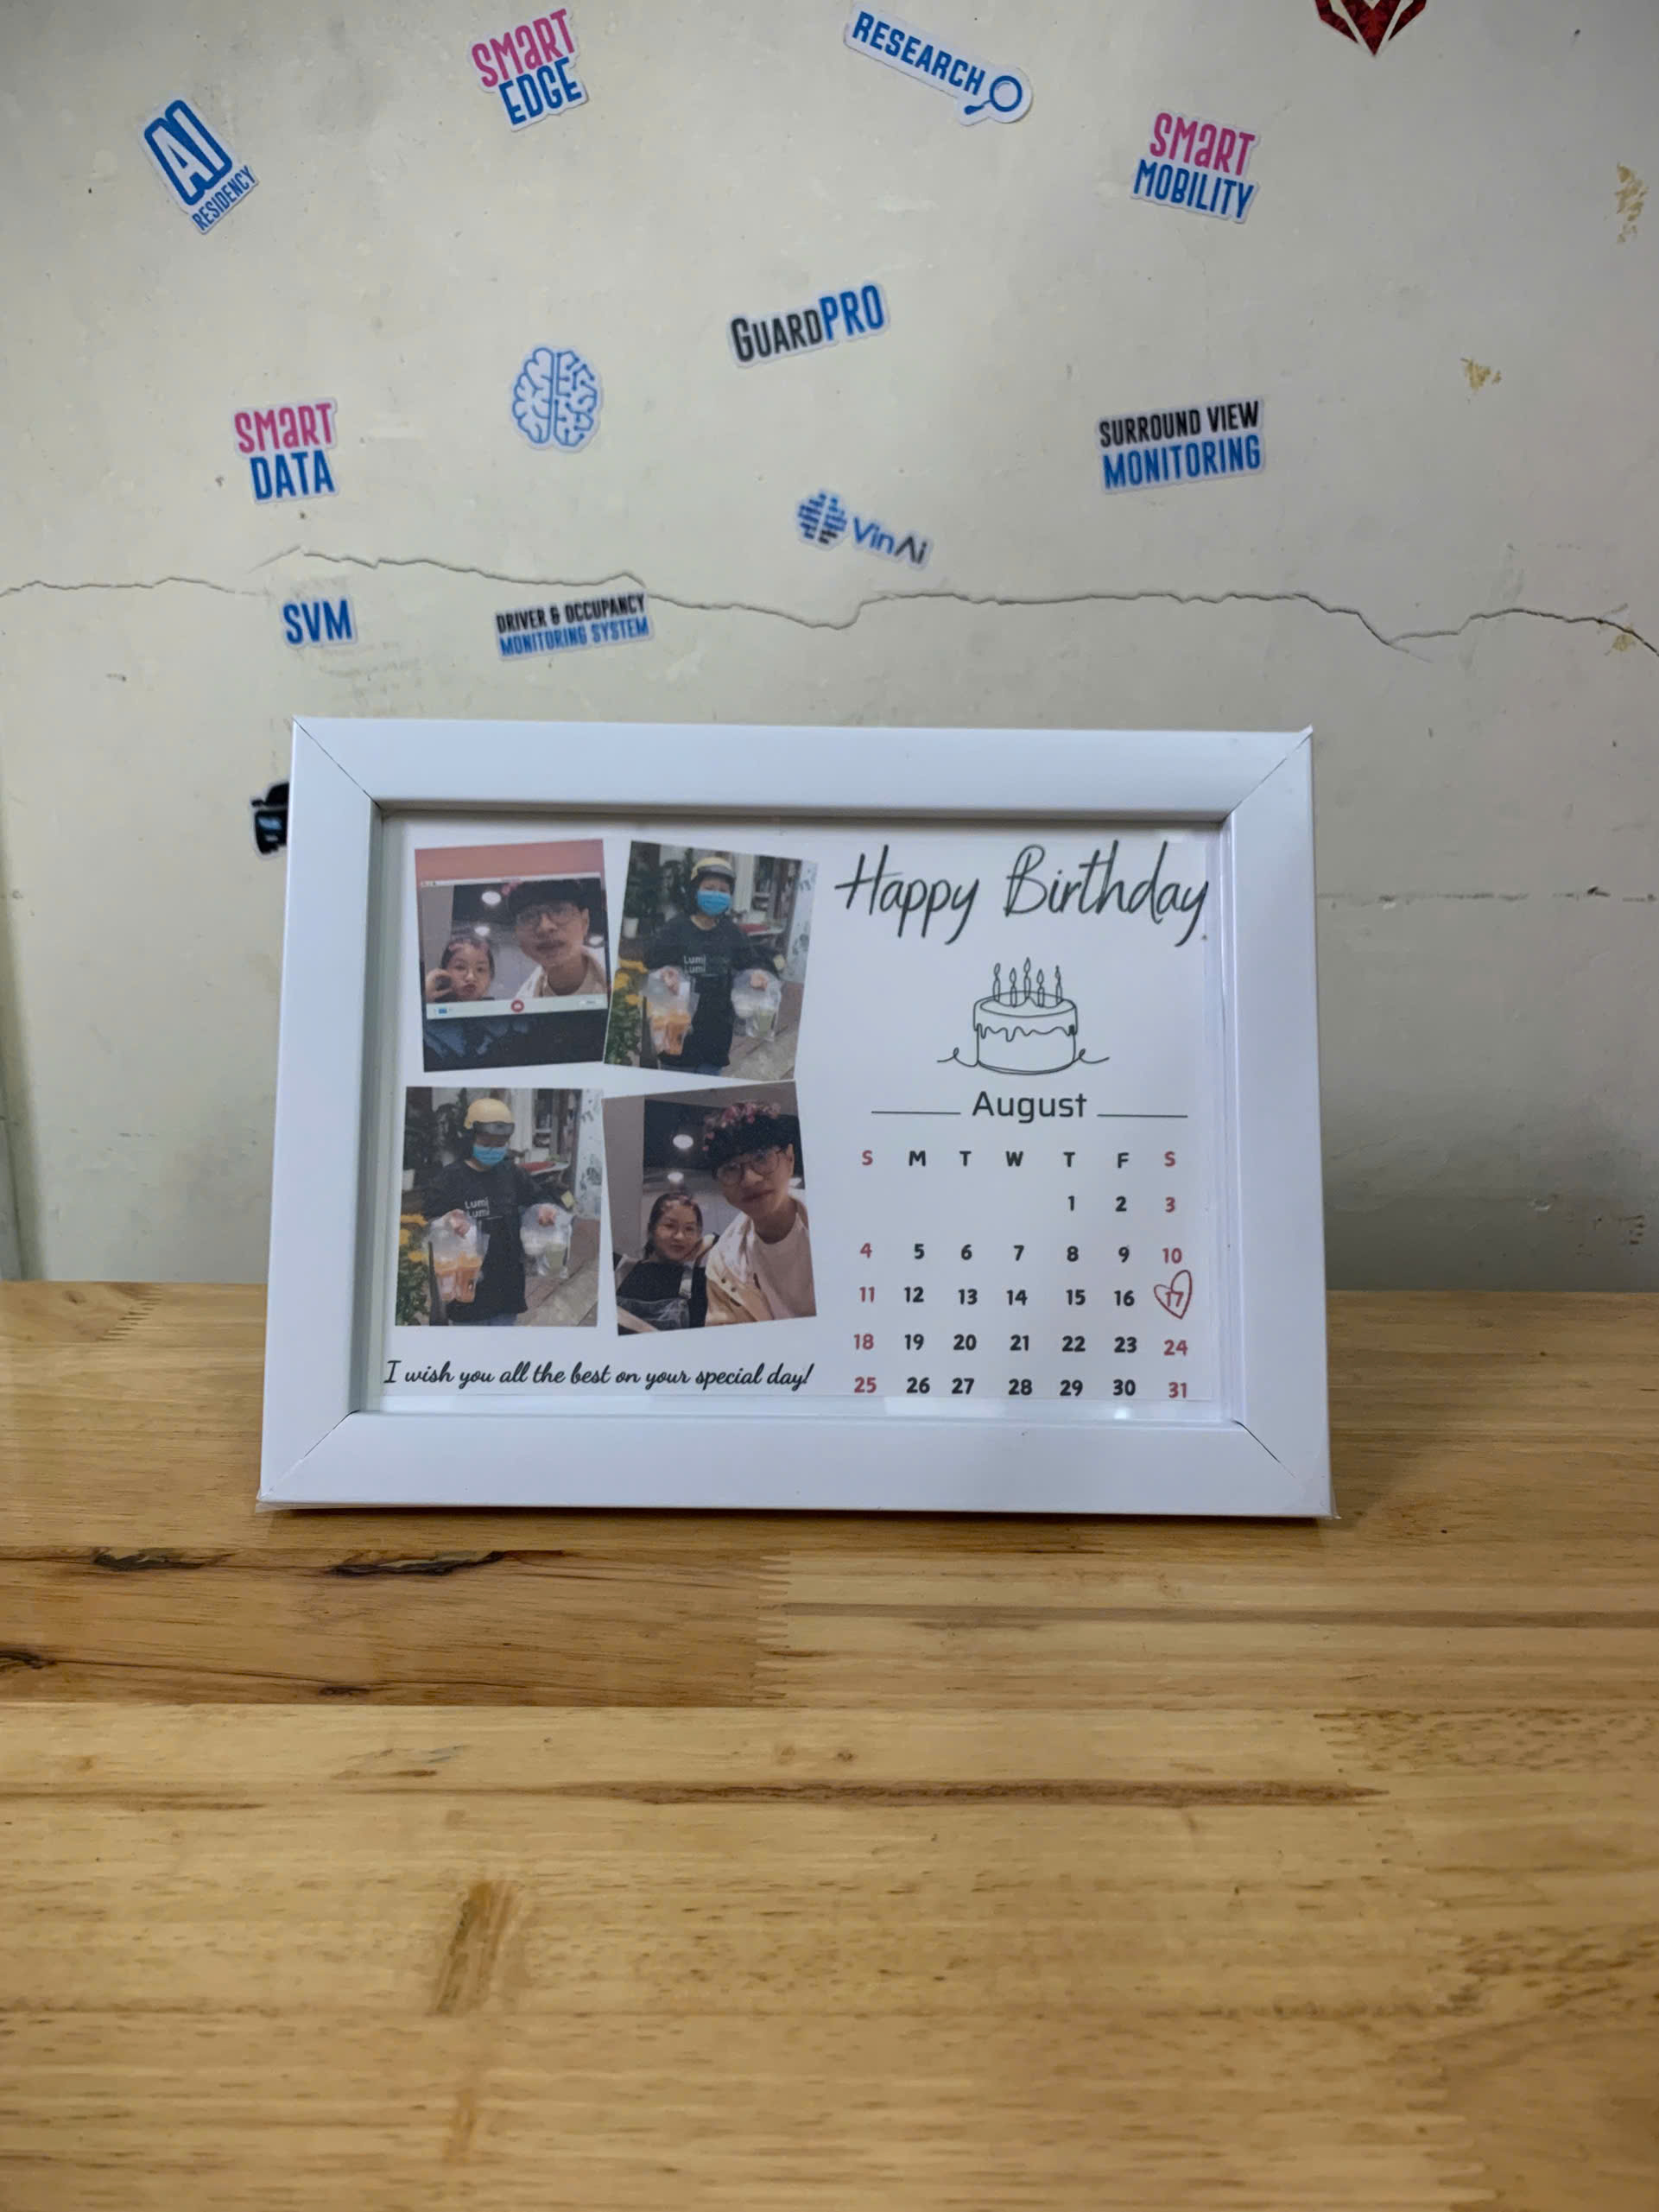 SMART
EDGE
RESEARCH
AI
RESIDENCY
SMART
MOBILITY
GUARDPRO
SMART
DATA
SURROUND VIEW
MONITORING
VinAi
SVM
DRIVER & OCCUPANCY
MONITORING SYSTEM
Happy Birthday
Lumi
Lumi
Lumi
Lumi
August
S M T W T F S
1 2 3
4 5 6 7 8 9 10
11 12 13 14 15 16 17
18 19 20 21 22 23 24
25 26 27 28 29 30 31
I wish you all the best on your special day!